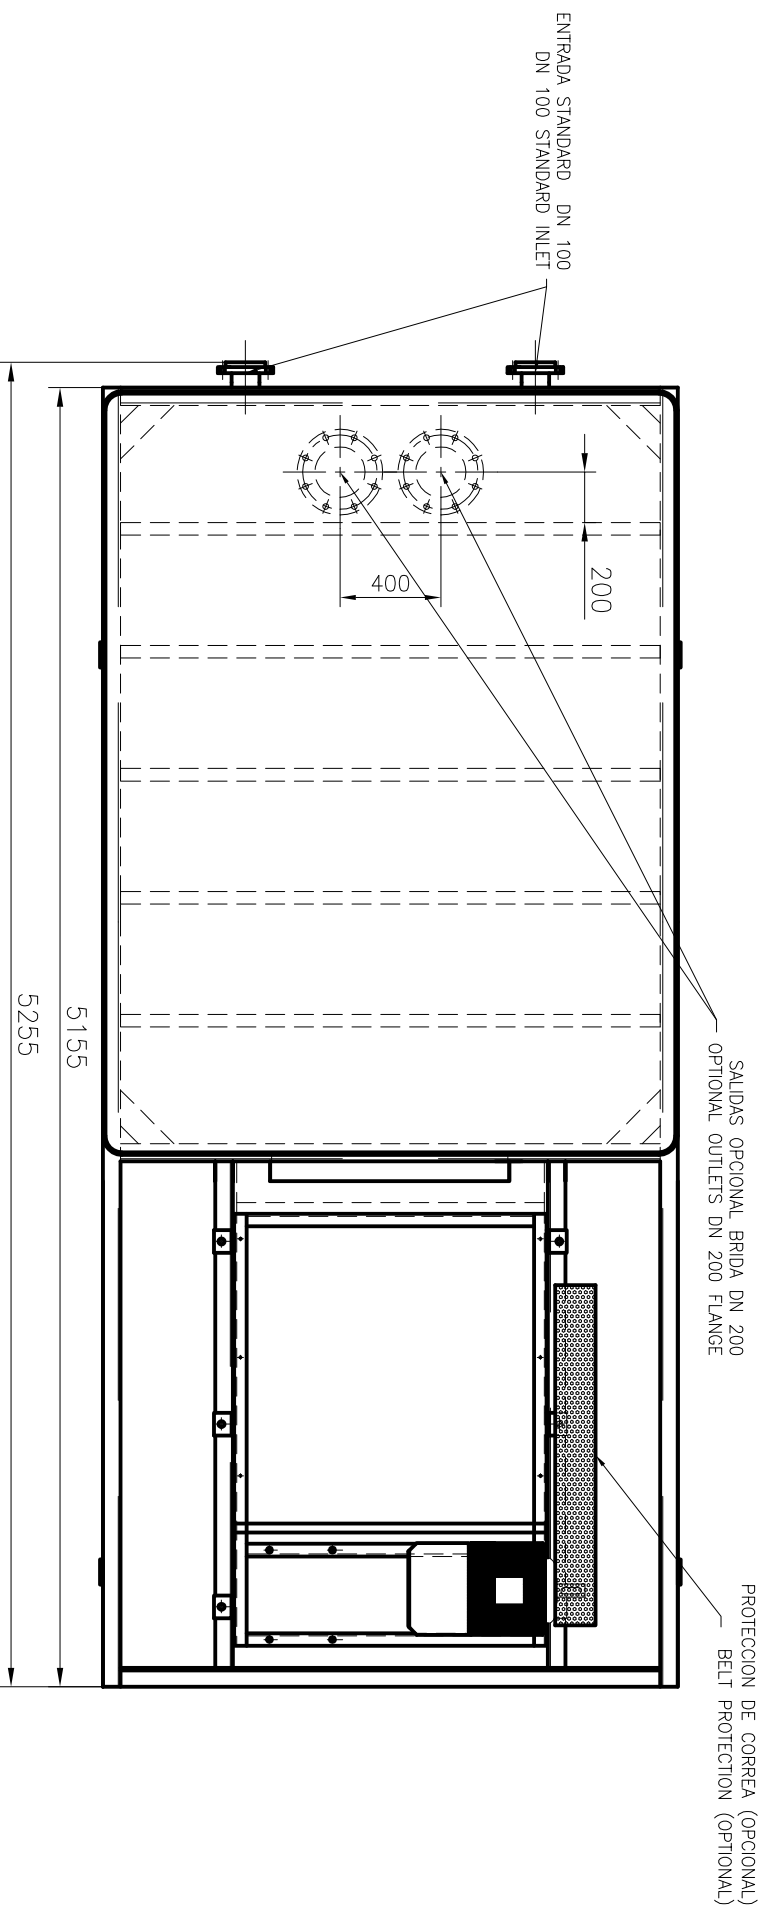 ENTRADA STANDARD DN 100
DN 100 STANDARD INLET
400
200
SALIDAS OPCIONAL BRIDA DN 200
OPTIONAL OUTLETS DN 200 FLANGE
PROTECCION DE CORREA (OPCIONAL)
BELT PROTECTION (OPTIONAL)
5155
5255